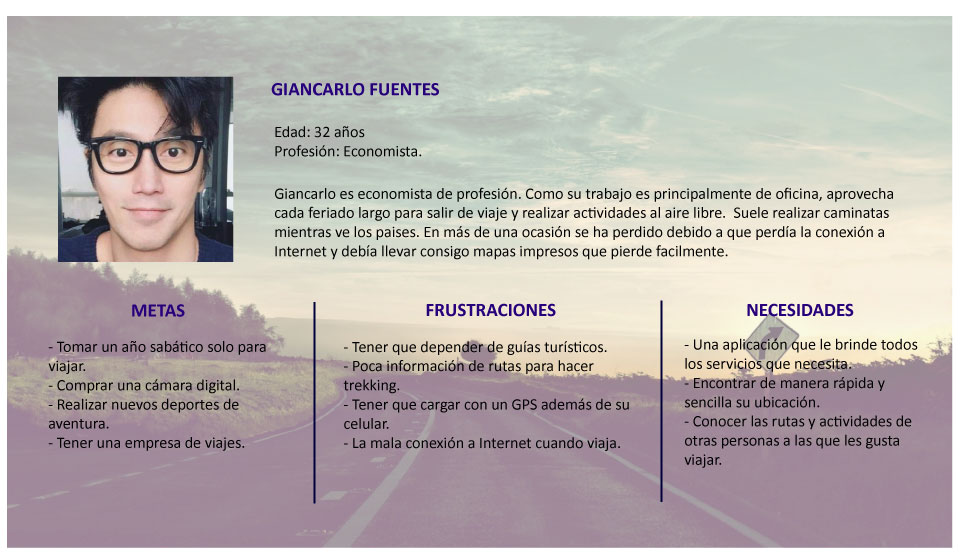 GIANCARLO FUENTES
Edad: 32 años
Profesión: Economista.
Giancarlo es economista de profesión. Como su trabajo es principalmente de oficina, aprovecha
cada feriado largo para salir de viaje y realizar actividades al aire libre.  Suele realizar caminatas
mientras ve los paises. En más de una ocasión se ha perdido debido a que perdía la conexión a
Internet y debía llevar consigo mapas impresos que pierde facilmente.
METAS
- Tomar un año sabático solo para
viajar.
- Comprar una cámara digital.
- Realizar nuevos deportes de
aventura.
- Tener una empresa de viajes.
FRUSTRACIONES
- Tener que depender de guías turísticos.
- Poca información de rutas para hacer
trekking.
- Tener que cargar con un GPS además de su
celular.
- La mala conexión a Internet cuando viaja.
NECESIDADES
- Una aplicación que le brinde todos
los servicios que necesita.
- Encontrar de manera rápida y
sencilla su ubicación.
- Conocer las rutas y actividades de
otras personas a las que les gusta
viajar.